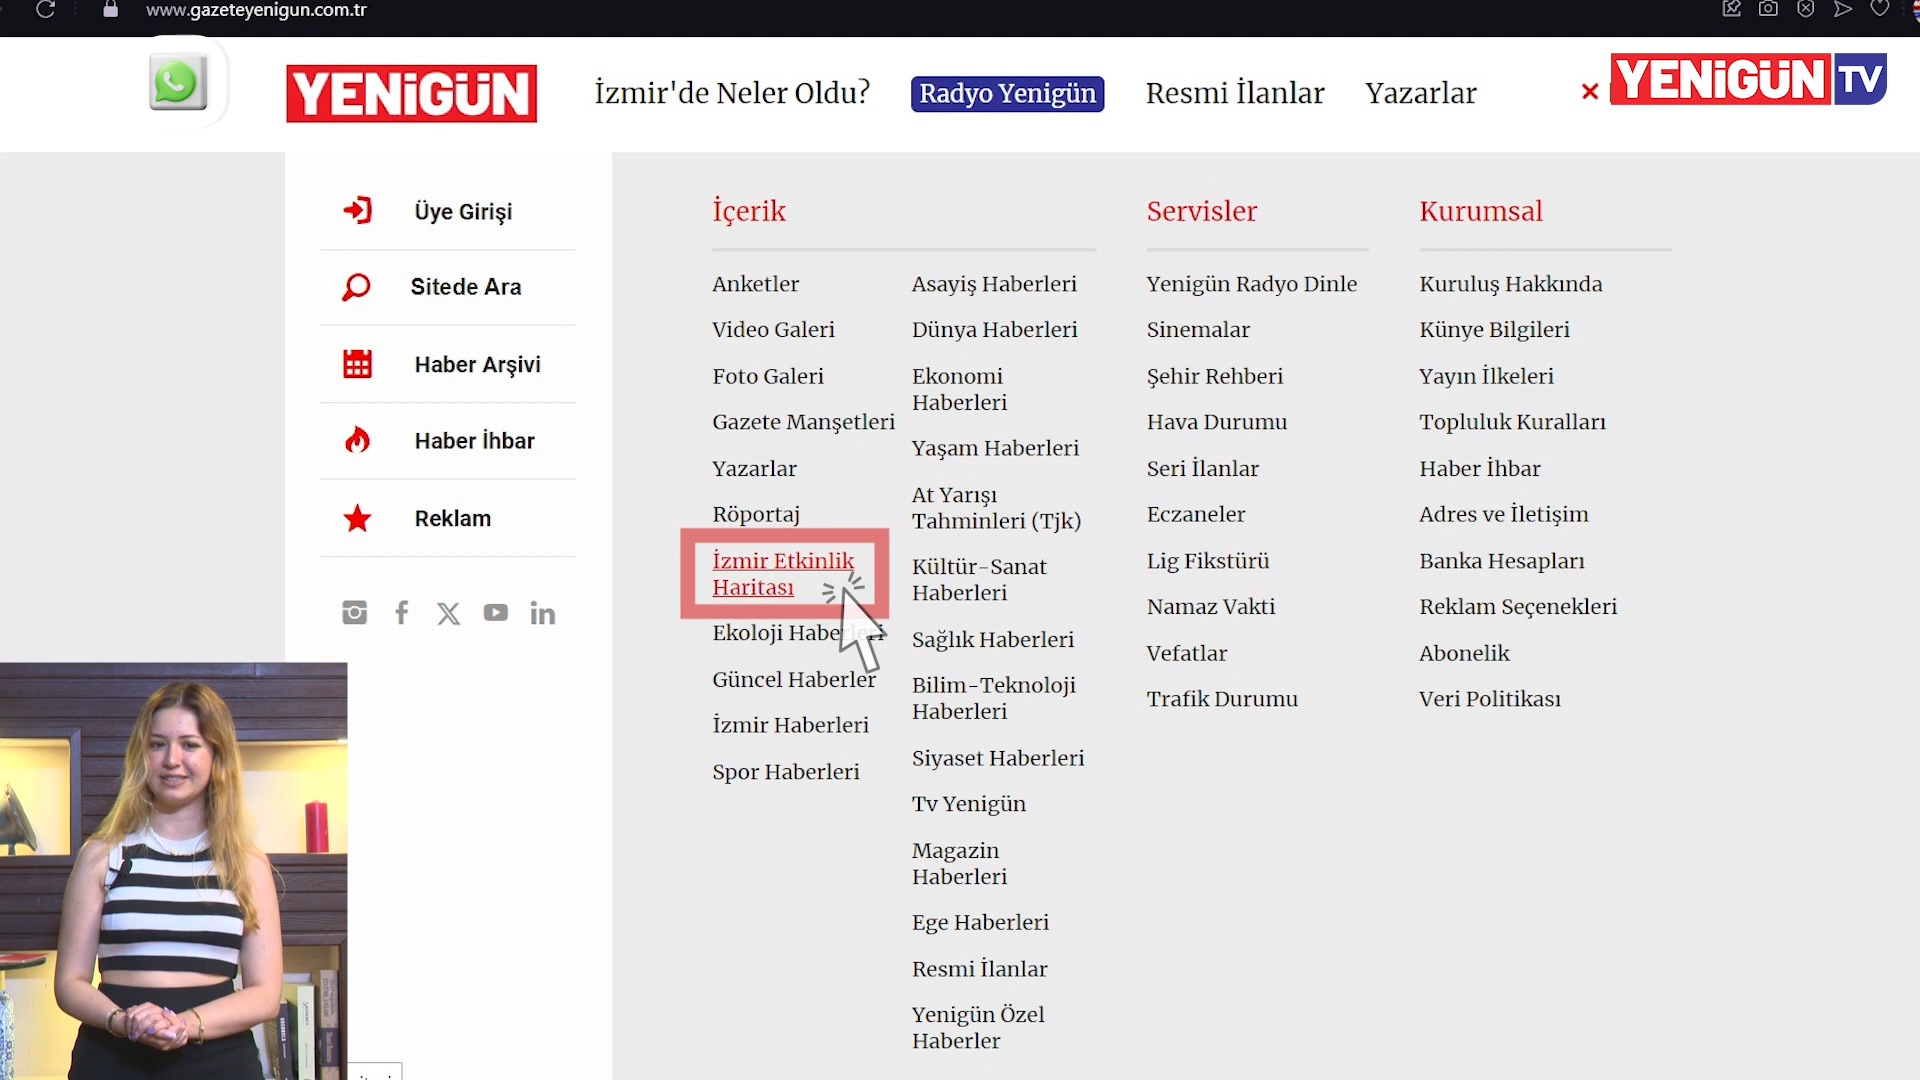 www.gazeteyenigun.com.tr
YENİGÜN
İzmir'de Neler Oldu?
Radyo Yenigün
Resmi İlanlar
Yazarlar
YENİGÜN TV
Üye Girişi
Sitede Ara
Haber Arşivi
Haber İhbar
Reklam
İçerik
Anketler
Video Galeri
Foto Galeri
Gazete Manşetleri
Yazarlar
Röportaj
İzmir Etkinlik
Haritası
Ekoloji Haberleri
Güncel Haberler
İzmir Haberleri
Spor Haberleri
Asayiş Haberleri
Dünya Haberleri
Ekonomi
Haberleri
Yaşam Haberleri
At Yarışı
Tahminleri (Tjk)
Kültür-Sanat
Haberleri
Sağlık Haberleri
Bilim-Teknoloji
Haberleri
Siyaset Haberleri
Tv Yenigün
Magazin
Haberleri
Ege Haberleri
Resmi İlanlar
Yenigün Özel
Haberler
Servisler
Yenigün Radyo Dinle
Sinemalar
Şehir Rehberi
Hava Durumu
Seri İlanlar
Eczaneler
Lig Fikstürü
Namaz Vakti
Vefatlar
Trafik Durumu
Kurumsal
Kuruluş Hakkında
Künye Bilgileri
Yayın İlkeleri
Topluluk Kuralları
Haber İhbar
Adres ve İletişim
Banka Hesapları
Reklam Seçenekleri
Abonelik
Veri Politikası